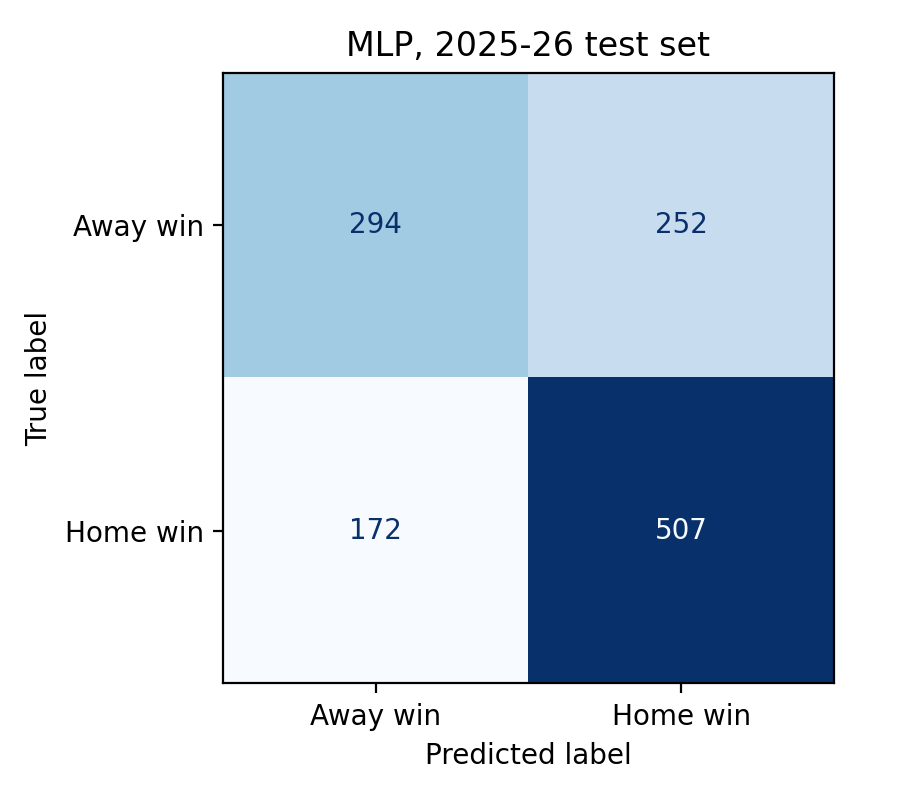 MLP, 2025-26 test set
Away win
294
252
True label
Home win
172
507
Away win
Home win
Predicted label